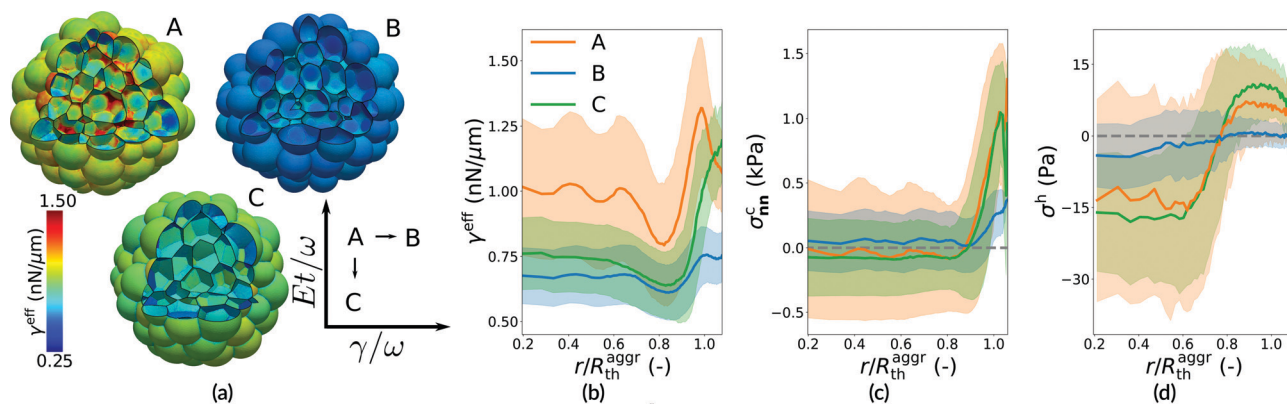 A
B
C
1.50
γ^eff (nN/μm)
0.25
Et/ω
A → B
↓
C
γ/ω
(a)
γ^eff (nN/μm)
1.50
1.25
1.00
0.75
0.50
A
B
C
0.2 0.4 0.6 0.8 1.0
r/R_th^aggr (-)
(b)
σ_nn^c (kPa)
1.5
1.0
0.5
0.0
-0.5
0.2 0.4 0.6 0.8 1.0
r/R_th^aggr (-)
(c)
σ^h (Pa)
15
0
-15
-30
0.2 0.4 0.6 0.8 1.0
r/R_th^aggr (-)
(d)